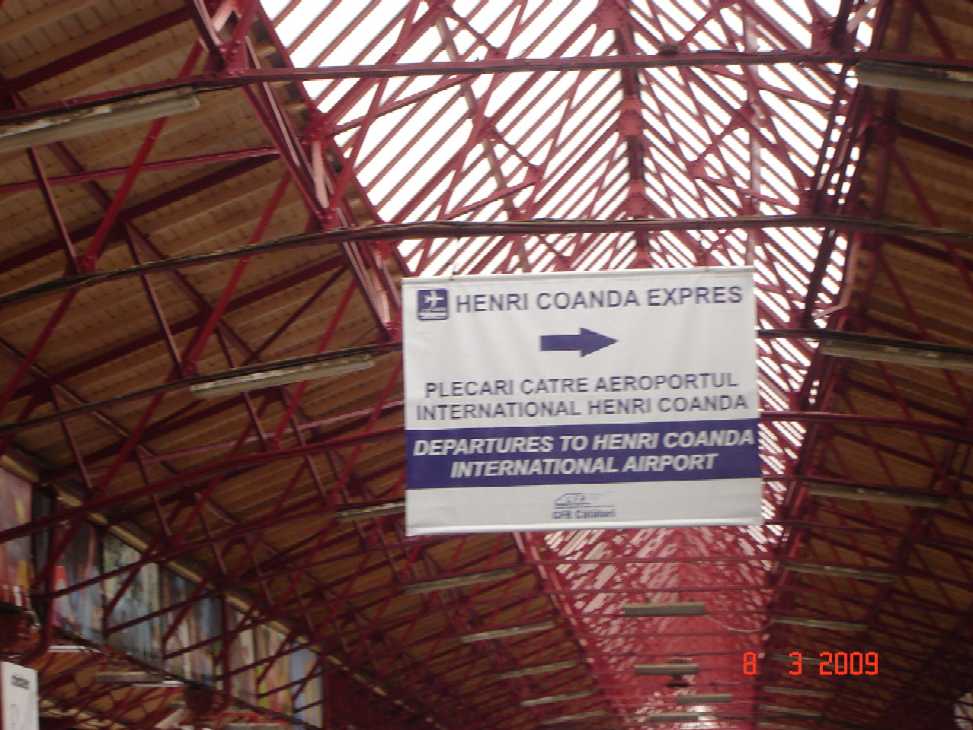 HENRI COANDA EXPRES
PLECARI CATRE AEROPORTUL
INTERNATIONAL HENRI COANDA
DEPARTURES TO HENRI COANDA
INTERNATIONAL AIRPORT
CFR Calatori
8 3 2009